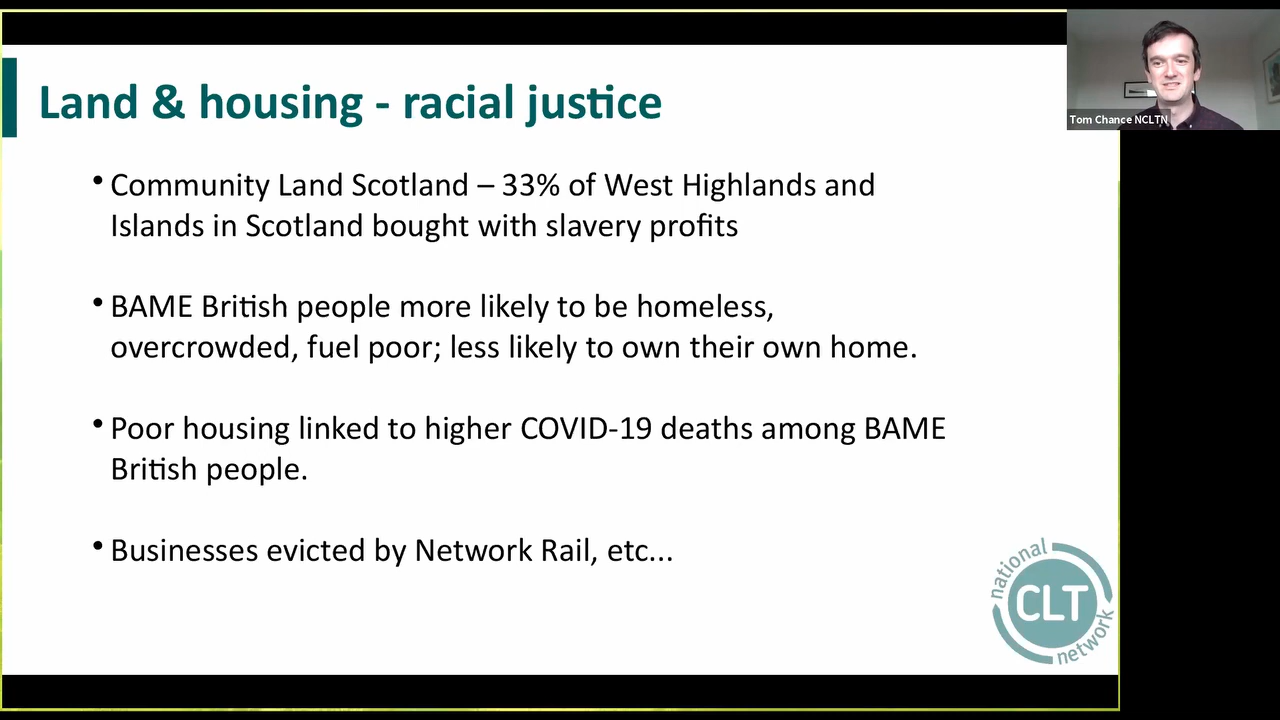 Land & housing - racial justice
Tom Chance NCLTN
• Community Land Scotland – 33% of West Highlands and
Islands in Scotland bought with slavery profits
• BAME British people more likely to be homeless,
overcrowded, fuel poor; less likely to own their own home.
• Poor housing linked to higher COVID-19 deaths among BAME
British people.
• Businesses evicted by Network Rail, etc...
national
CLT
network